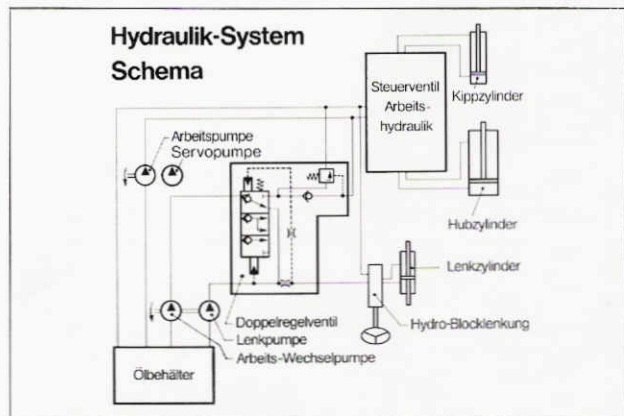 Hydraulik-System
Schema
Steuerventil
Arbeits-
hydraulik
Kippzylinder
Arbeitspumpe
Servopumpe
Hubzylinder
Lenkzylinder
Doppelregelventil
Hydro-Blocklenkung
Lenkpumpe
Arbeits-Wechselpumpe
Ölbehälter